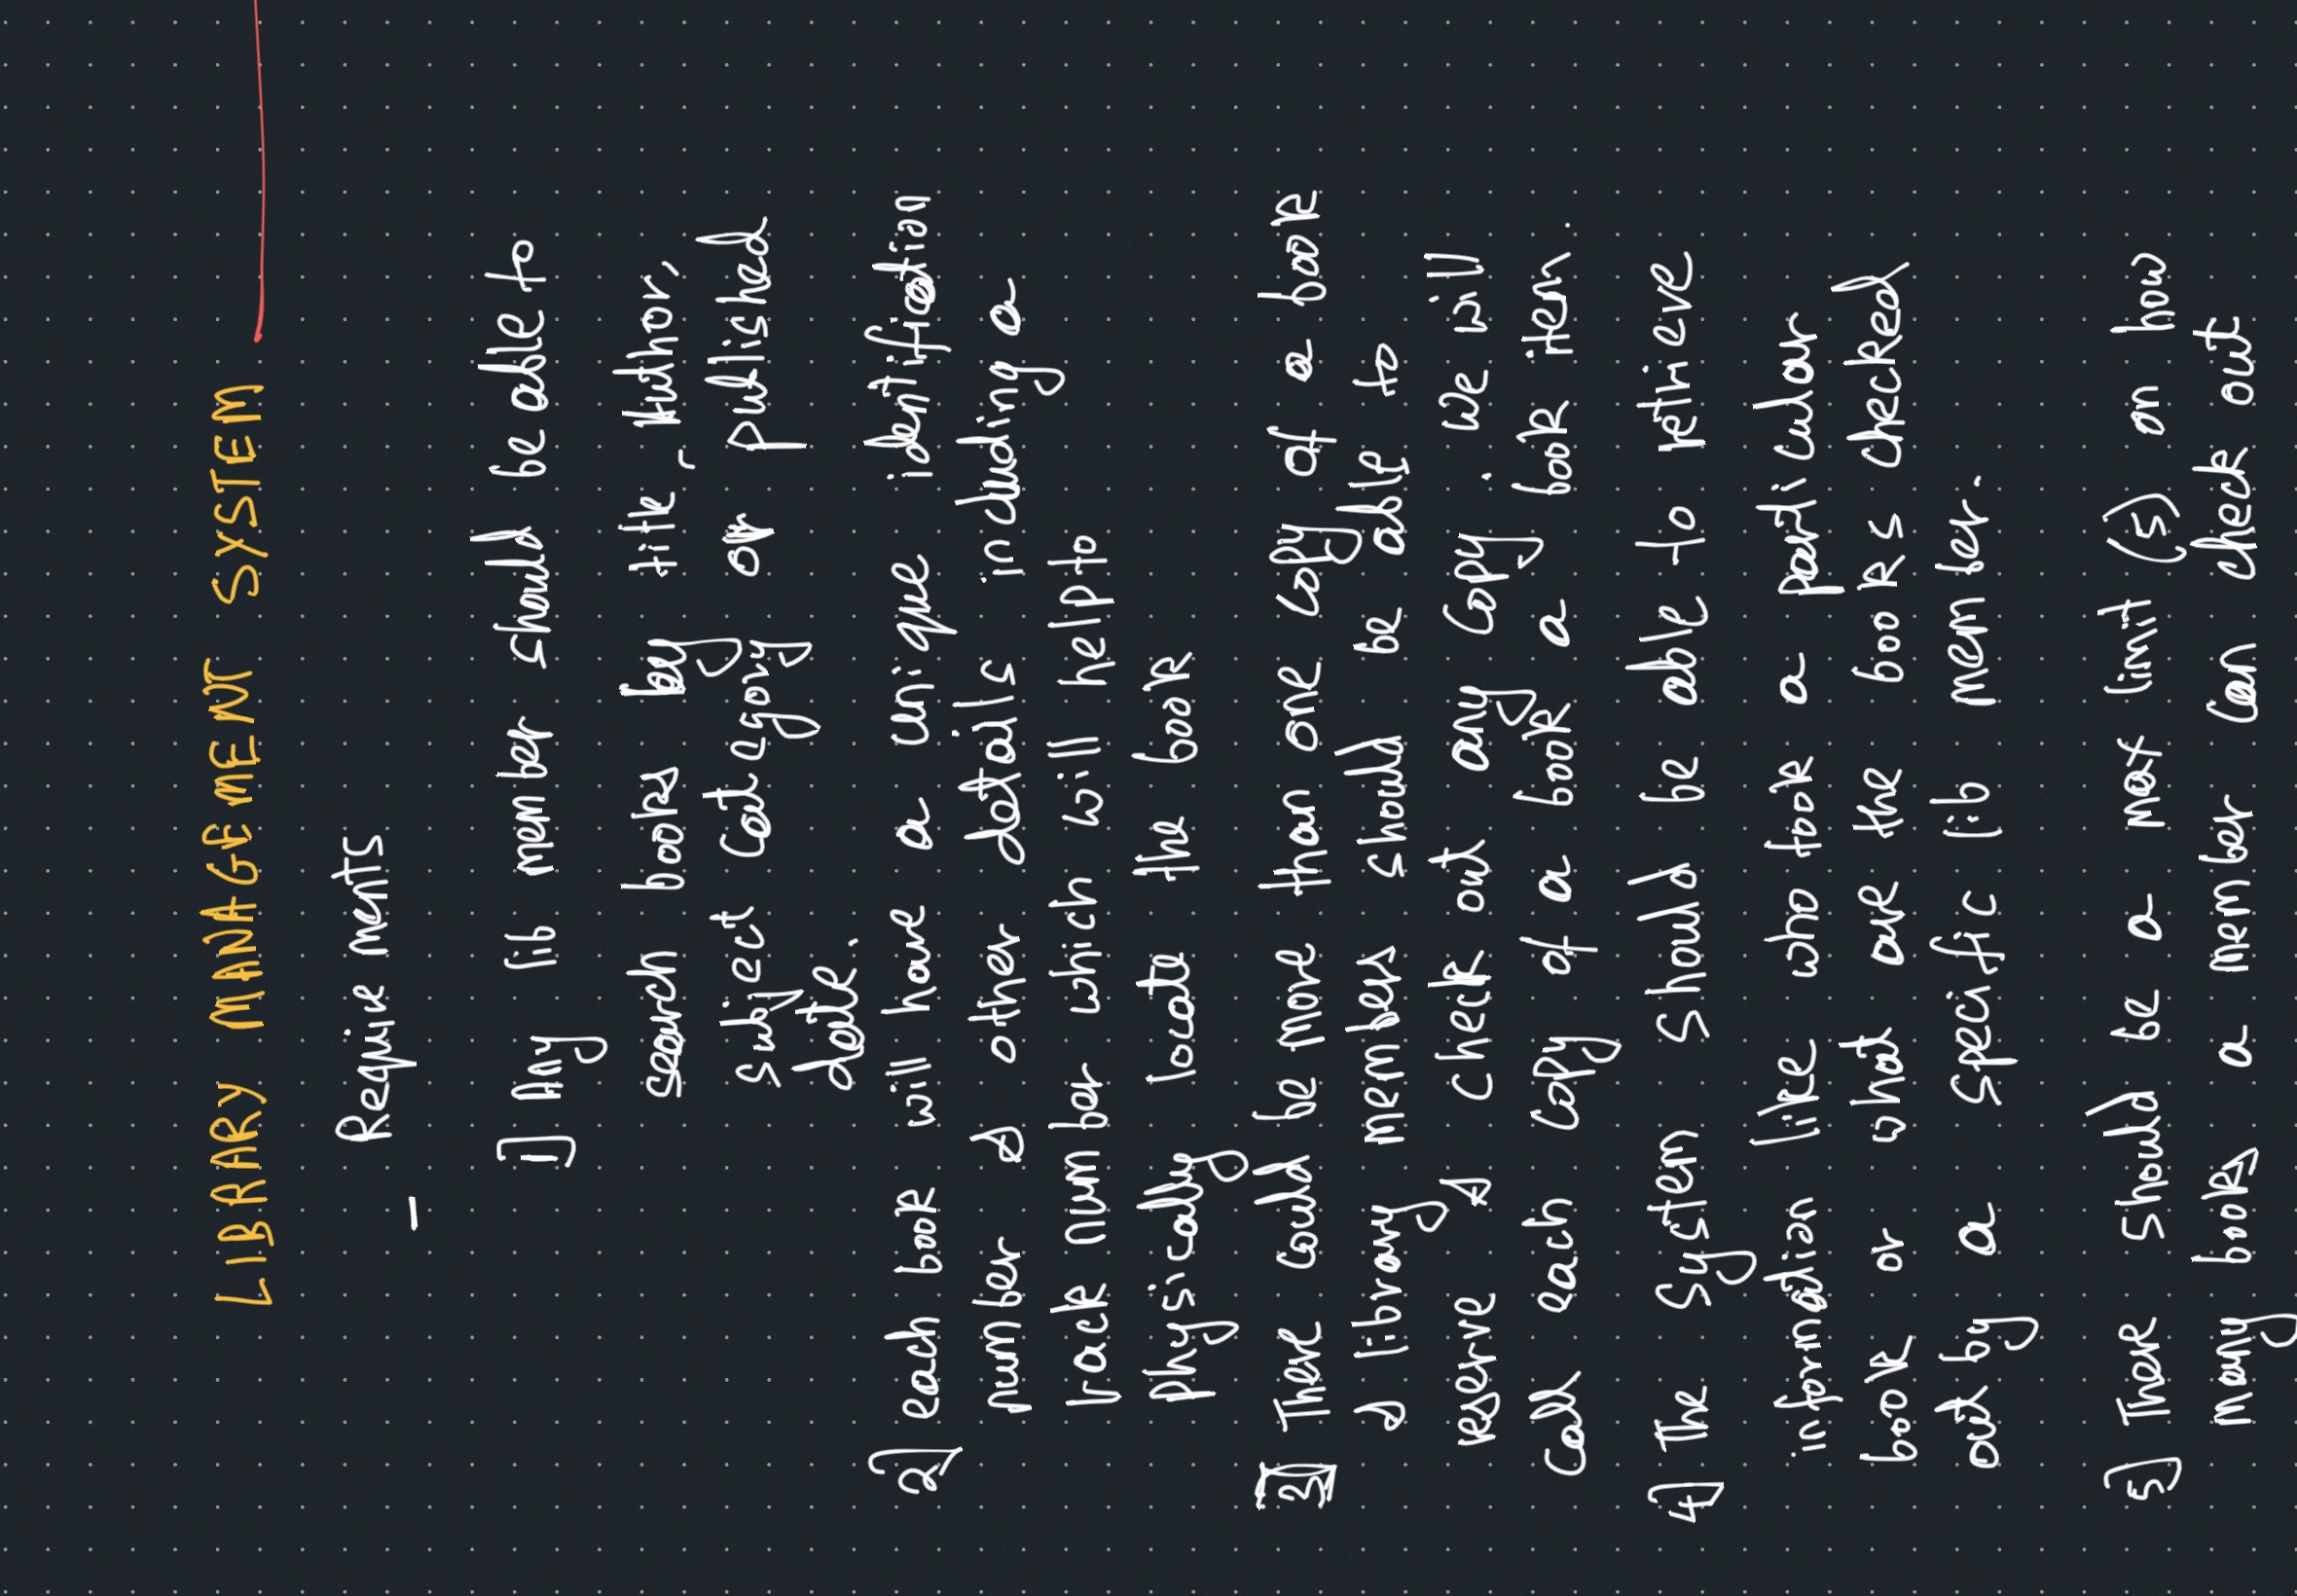 LIBRARY MANAGEMENT SYSTEM
- Requirements
1] Any lib member should be able to
search books by title, Author,
subject category or published
date.
2] each book will have a unique identification
number & other details including a
rack number which will help to
physically locate the book
3] There could be more than one copy of a book
& library members should be able to
reserve & check out any copy. We will
call each copy of a book a book item.
4] The system should be able to retrieve
information like who took a particular
book or what are the books checked
out by a specific lib member.
5] There should be a max limit (5) on how
many books a member can check out